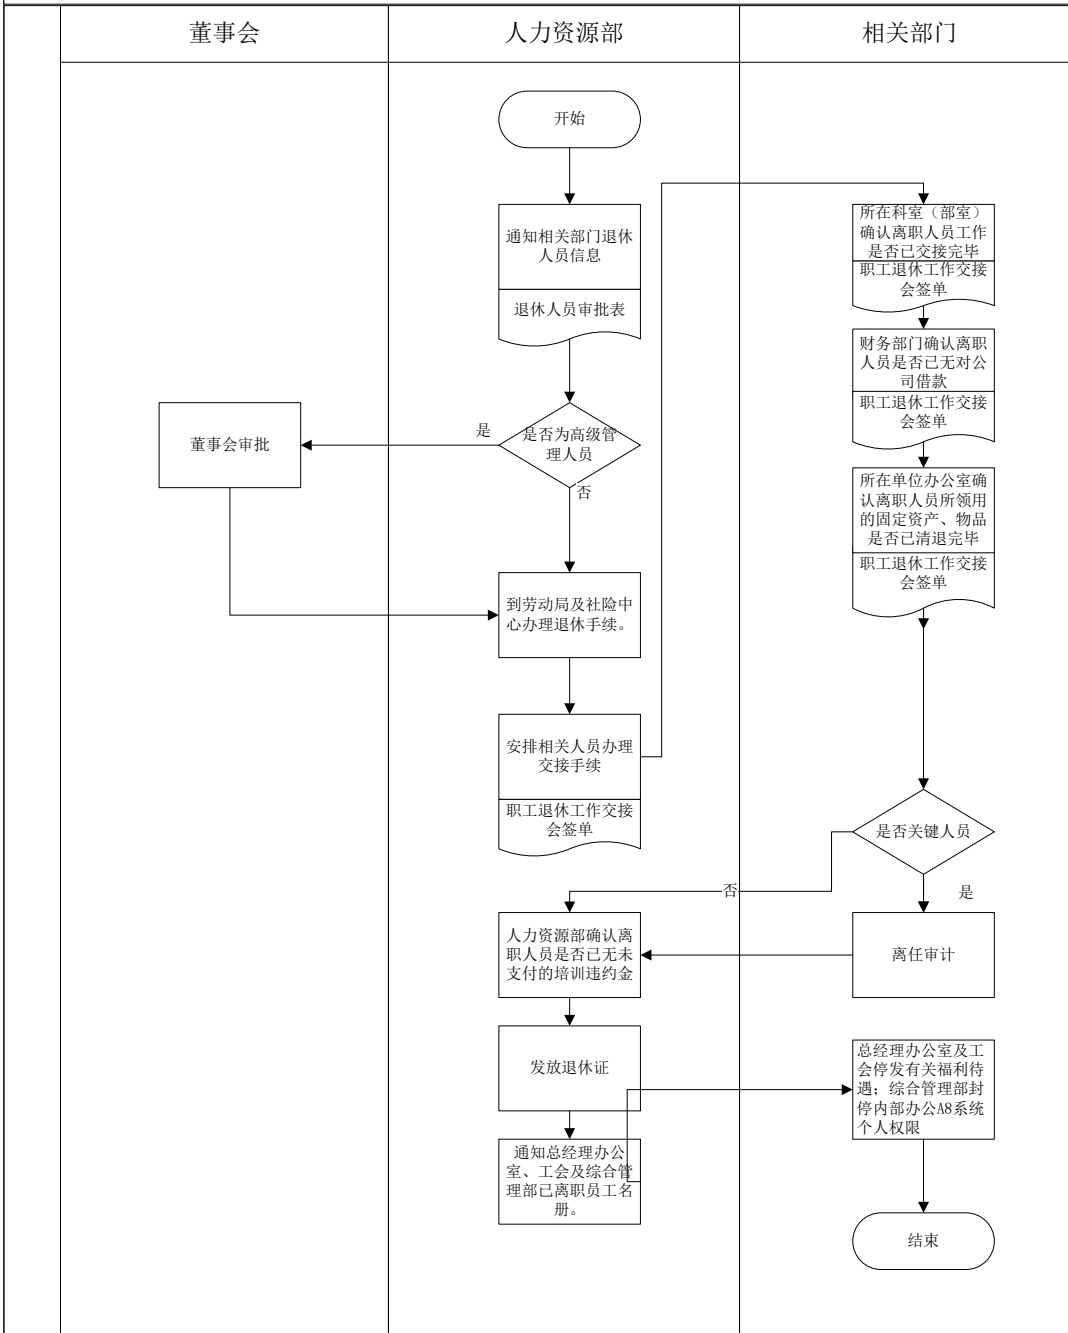 董事会
人力资源部
相关部门
开始
通知相关部门退休
人员信息
退休人员审批表
是否为高级管
理人员
是
否
董事会审批
到劳动局及社险中
心办理退休手续。
安排相关人员办理
交接手续
职工退休工作交接
会签单
所在科室（部室）
确认离职人员工作
是否已交接完毕
职工退休工作交接
会签单
财务部门确认离职
人员是否已无对公
司借款
职工退休工作交接
会签单
所在单位办公室确
认离职人员所领用
的固定资产、物品
是否已清退完毕
职工退休工作交接
会签单
是否关键人员
否
是
离任审计
人力资源部确认离
职人员是否已无未
支付的培训违约金
发放退休证
通知总经理办公
室、工会及综合管
理部已离职员工名
册。
总经理办公室及工
会停发有关福利待
遇；综合管理部封
停内部办公A8系统
个人权限
结束